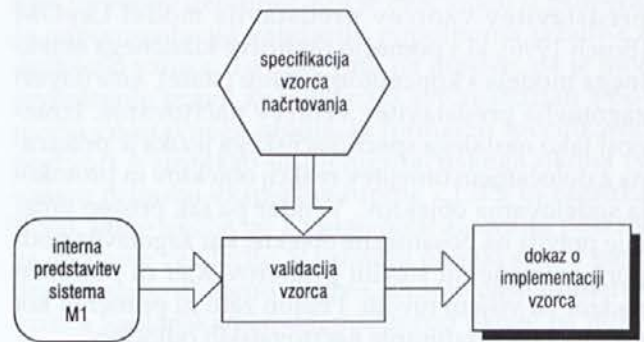 specifikacija
vzorca
načrtovanja
interna
predstavitev
sistema
M1
validacija
vzorca
dokaz o
implementaciji
vzorca